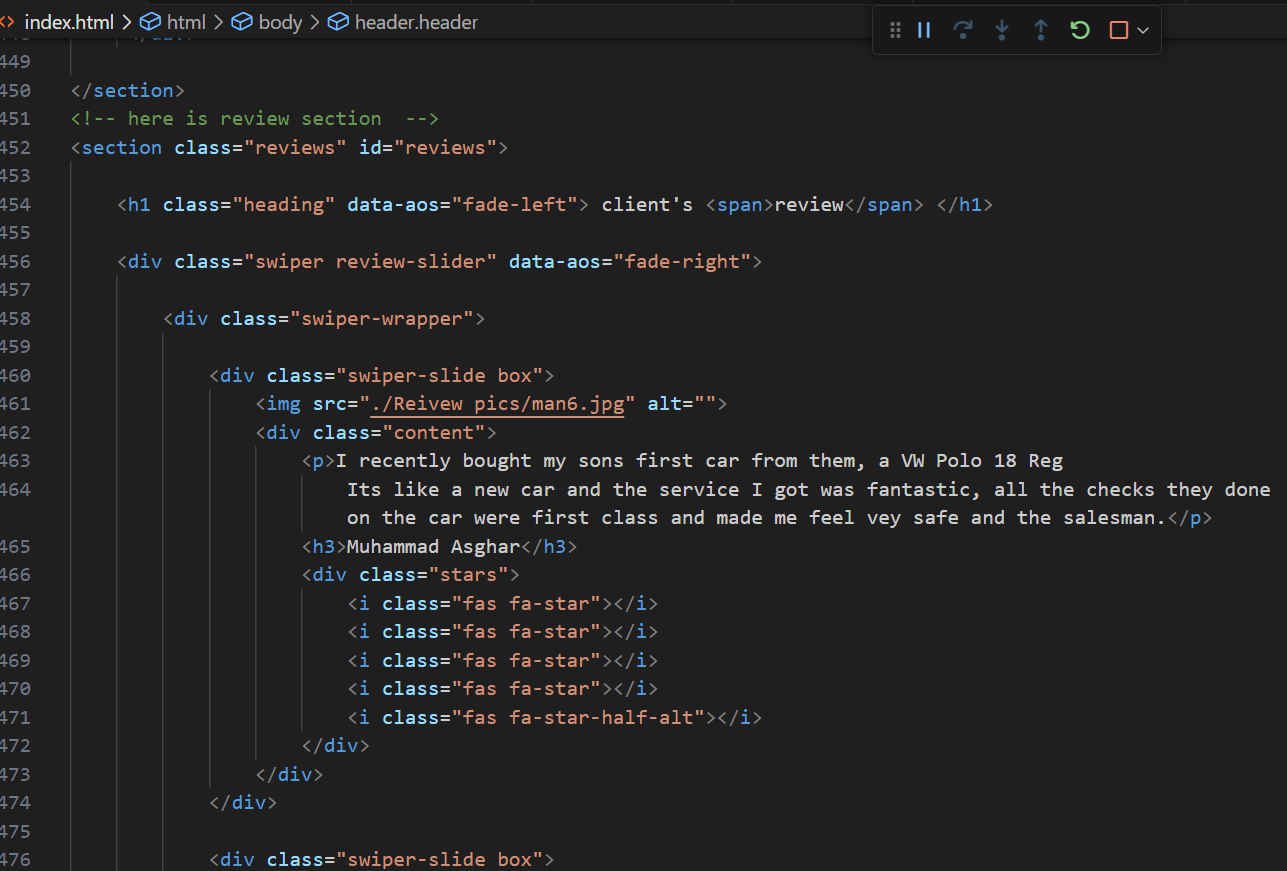 <> index.html > html > body > header.header
449
450 </section>
451 <!-- here is review section  -->
452 <section class="reviews" id="reviews">
453
454 <h1 class="heading" data-aos="fade-left"> client's <span>review</span> </h1>
455
456 <div class="swiper review-slider" data-aos="fade-right">
457
458 <div class="swiper-wrapper">
459
460 <div class="swiper-slide box">
461 <img src="./Reivew pics/man6.jpg" alt="">
462 <div class="content">
463 <p>I recently bought my sons first car from them, a VW Polo 18 Reg
464 Its like a new car and the service I got was fantastic, all the checks they done
on the car were first class and made me feel vey safe and the salesman.</p>
465 <h3>Muhammad Asghar</h3>
466 <div class="stars">
467 <i class="fas fa-star"></i>
468 <i class="fas fa-star"></i>
469 <i class="fas fa-star"></i>
470 <i class="fas fa-star"></i>
471 <i class="fas fa-star-half-alt"></i>
472 </div>
473 </div>
474 </div>
475
476 <div class="swiper-slide box">